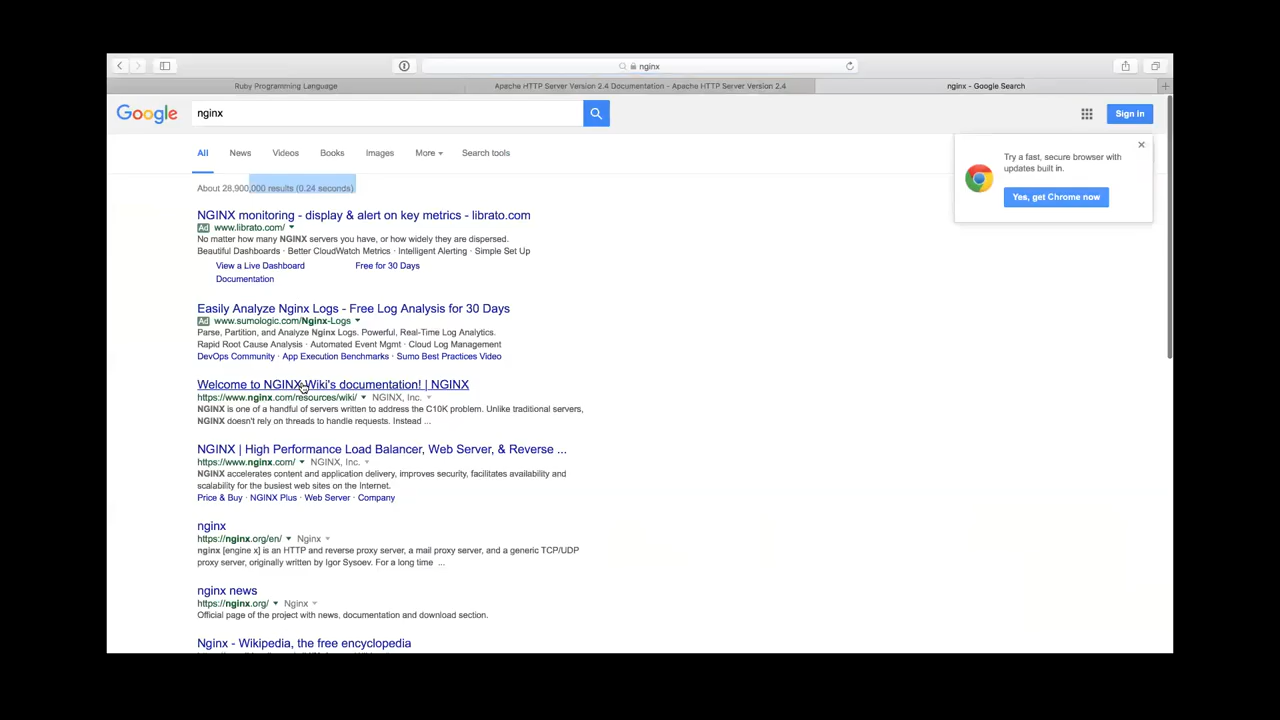 nginx
Ruby Programming Language
Apache HTTP Server Version 2.4 Documentation - Apache HTTP Server Version 2.4
nginx - Google Search
Google
nginx
Sign in
All
News
Videos
Books
Images
More
Search tools
Try a fast, secure browser with
updates built in.
Yes, get Chrome now
About 28,900,000 results (0.24 seconds)
NGINX monitoring - display & alert on key metrics - librato.com
Ad www.librato.com/
No matter how many NGINX servers you have, or how widely they are dispersed.
Beautiful Dashboards · Better CloudWatch Metrics · Intelligent Alerting · Simple Set Up
View a Live Dashboard
Free for 30 Days
Documentation
Easily Analyze Nginx Logs - Free Log Analysis for 30 Days
Ad www.sumologic.com/Nginx-Logs
Parse, Partition, and Analyze Nginx Logs. Powerful, Real-Time Log Analytics.
Rapid Root Cause Analysis · Automated Event Mgmt · Cloud Log Management
DevOps Community · App Execution Benchmarks · Sumo Best Practices Video
Welcome to NGINX Wiki's documentation! | NGINX
https://www.nginx.com/resources/wiki/ NGINX, Inc.
NGINX is one of a handful of servers written to address the C10K problem. Unlike traditional servers,
NGINX doesn't rely on threads to handle requests. Instead ...
NGINX | High Performance Load Balancer, Web Server, & Reverse ...
https://www.nginx.com/ NGINX, Inc.
NGINX accelerates content and application delivery, improves security, facilitates availability and
scalability for the busiest web sites on the Internet.
Price & Buy · NGINX Plus · Web Server · Company
nginx
https://nginx.org/en/ Nginx
nginx [engine x] is an HTTP and reverse proxy server, a mail proxy server, and a generic TCP/UDP
proxy server, originally written by Igor Sysoev. For a long time ...
nginx news
https://nginx.org/ Nginx
Official page of the project with news, documentation and download section.
Nginx - Wikipedia, the free encyclopedia